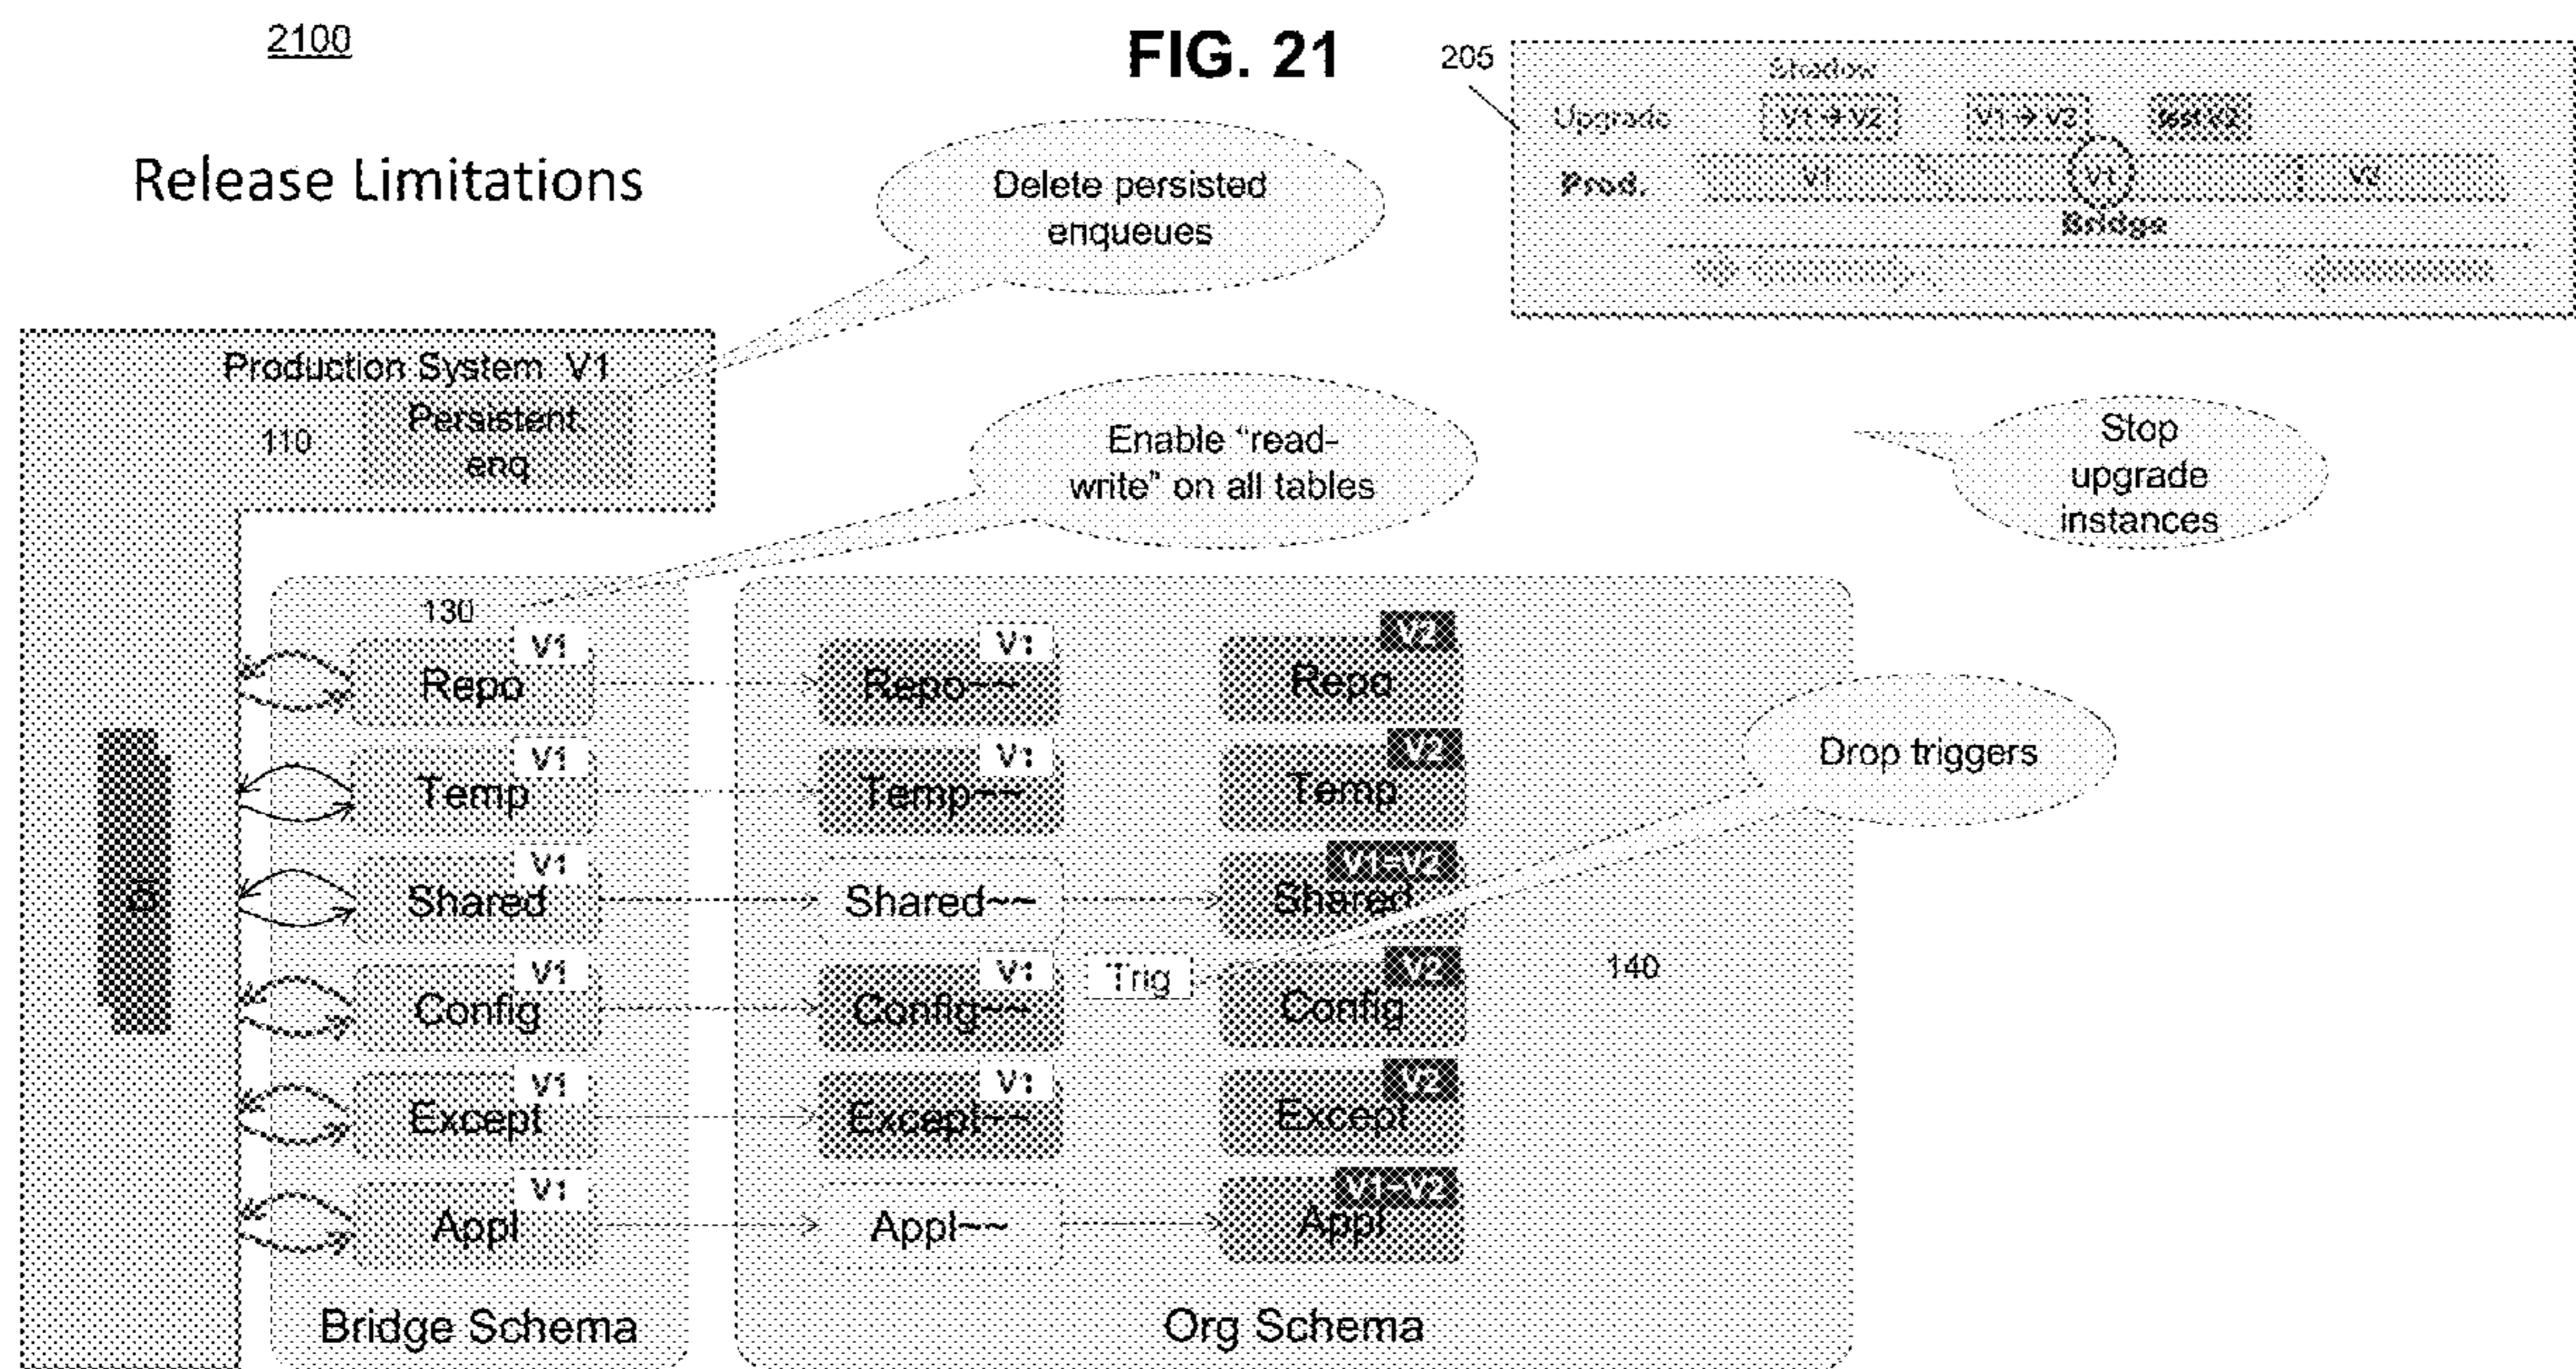 2100
FIG. 21
205
Shadow
Upgrade
V1 → V2
V1 → V2
test V2
Prod.
V1
V1
V2
Bridge
Release Limitations
Delete persisted
enqueues
Production System V1
Persistent
enq
110
Enable “read-
write” on all tables
Stop
upgrade
instances
130
V1
Repo
V1
Repo~~
V2
Repo
V1
Temp
V1
Temp~~
V2
Temp
Drop triggers
V1
Shared
Shared~~
V1=V2
Shared
V1
Config
V1
Config~~
Trig
V2
Config
140
V1
Except
V1
Except~~
V2
Except
V1
Appl
Appl~~
V1=V2
Appl
Bridge Schema
Org Schema